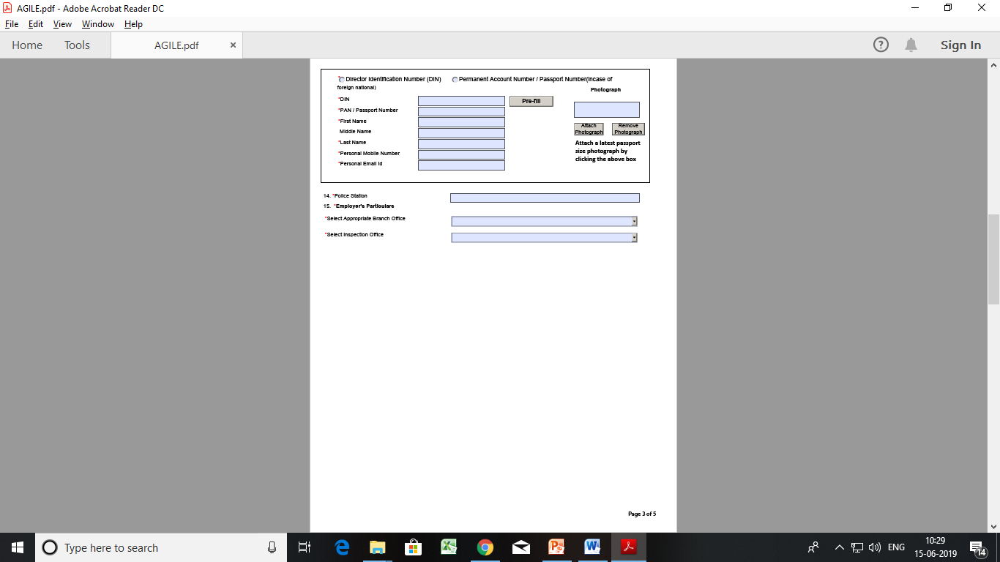 AGILE.pdf - Adobe Acrobat Reader DC
File Edit View Window Help
Home Tools AGILE.pdf × ? Sign In
*Director Identification Number (DIN) Permanent Account Number / Passport Number(Incase of
foreign national)
Photograph
*DIN
Pre-fill
*PAN / Passport Number
*First Name
Middle Name
*Last Name
*Personal Mobile Number
*Personal Email Id
Attach Remove
Photograph Photograph
Attach a latest passport
size photograph by
clicking the above box
14. *Police Station
15. *Employer's Particulars
*Select Appropriate Branch Office
*Select Inspection Office
Page 3 of 5
Type here to search
ENG
10:29
15-06-2019
14